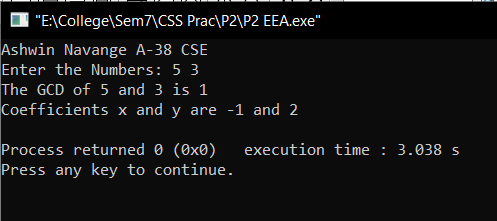 "E:\College\Sem7\CSS Prac\P2\P2 EEA.exe"
Ashwin Navange A-38 CSE
Enter the Numbers: 5 3
The GCD of 5 and 3 is 1
Coefficients x and y are -1 and 2
Process returned 0 (0x0)   execution time : 3.038 s
Press any key to continue.